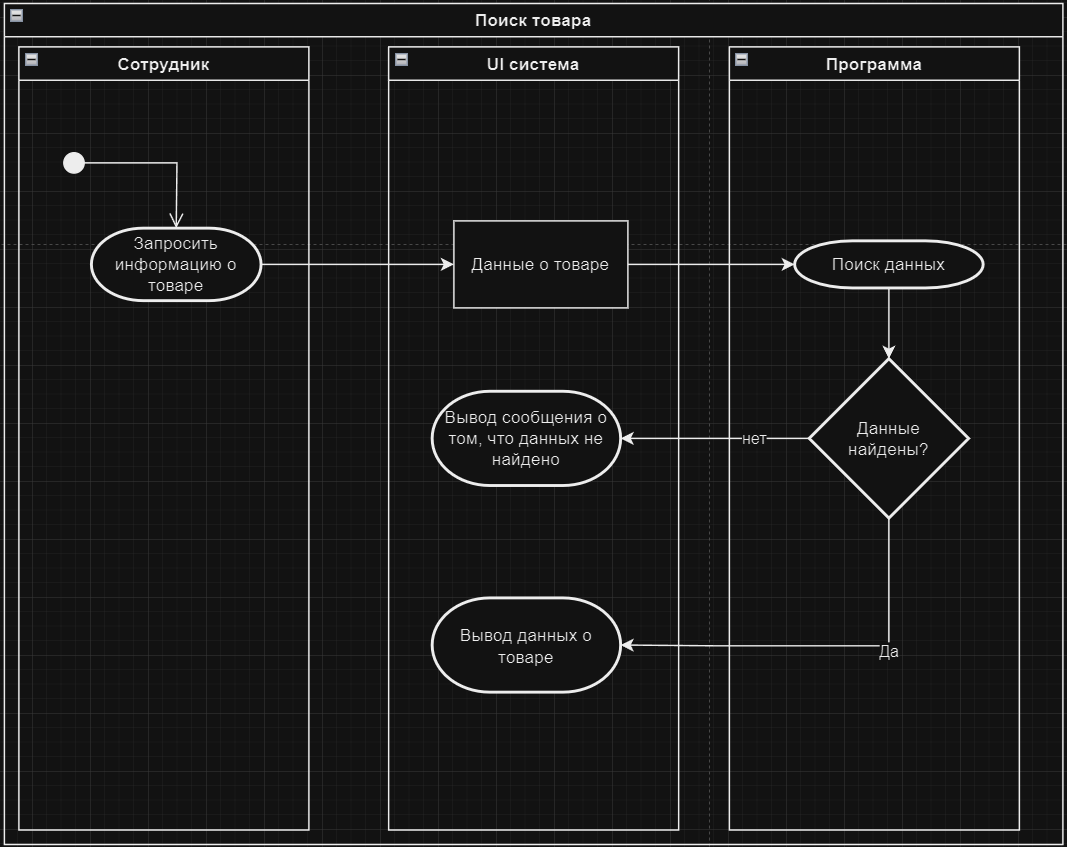 Поиск товара
Сотрудник
UI система
Программа
Запросить
информацию о
товаре
Данные о товаре
Поиск данных
Вывод сообщения о
том, что данных не
найдено
нет
Данные
найдены?
Вывод данных о
товаре
Да